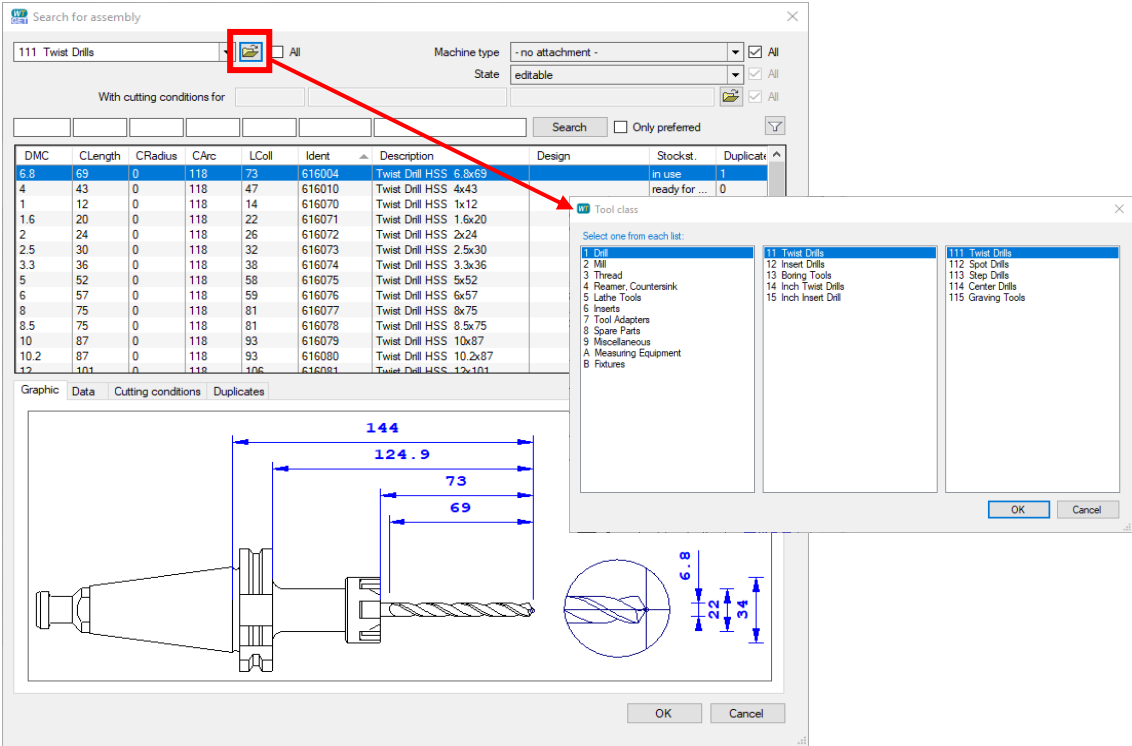 WT
GET
Search for assembly
111 Twist Drills
All
Machine type
- no attachment -
All
State
editable
All
With cutting conditions for
All
Search
Only preferred
DMC CLength CRadius CArc LColl Ident Description Design Stockst. Duplicate
6.8 69 0 118 73 616004 Twist Drill HSS 6.8x69 in use 1
4 43 0 118 47 616010 Twist Drill HSS 4x43 ready for ... 0
1 12 0 118 14 616070 Twist Drill HSS 1x12
1.6 20 0 118 22 616071 Twist Drill HSS 1.6x20
2 24 0 118 26 616072 Twist Drill HSS 2x24
2.5 30 0 118 32 616073 Twist Drill HSS 2.5x30
3.3 36 0 118 38 616074 Twist Drill HSS 3.3x36
5 52 0 118 58 616075 Twist Drill HSS 5x52
6 57 0 118 59 616076 Twist Drill HSS 6x57
8 75 0 118 81 616077 Twist Drill HSS 8x75
8.5 75 0 118 81 616078 Twist Drill HSS 8.5x75
10 87 0 118 93 616079 Twist Drill HSS 10x87
10.2 87 0 118 93 616080 Twist Drill HSS 10.2x87
12 101 0 118 106 616081 Twist Drill HSS 12x101
Graphic Data Cutting conditions Duplicates
144
124.9
73
69
6.8
22
34
OK Cancel
WT Tool class
Select one from each list:
1 Drill
2 Mill
3 Thread
4 Reamer, Countersink
5 Lathe Tools
6 Inserts
7 Tool Adapters
8 Spare Parts
9 Miscellaneous
A Measuring Equipment
B Fixtures
11 Twist Drills
12 Insert Drills
13 Boring Tools
14 Inch Twist Drills
15 Inch Insert Drill
111 Twist Drills
112 Spot Drills
113 Step Drills
114 Center Drills
115 Graving Tools
OK Cancel